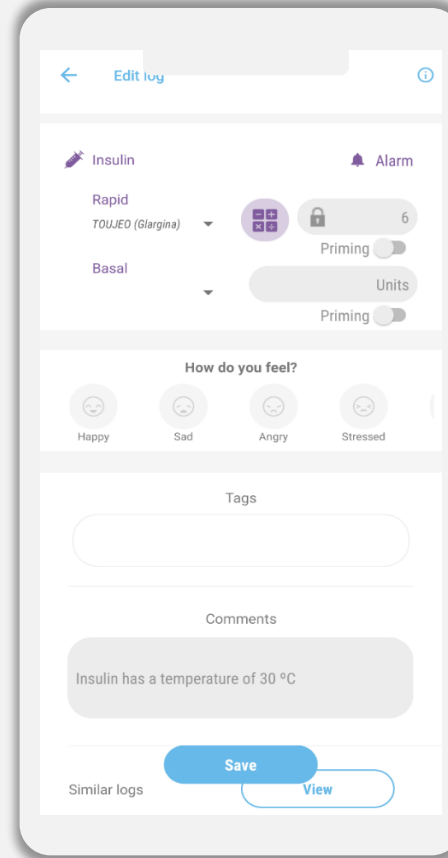 Edit log
Insulin
Alarm
Rapid
TOUJEO (Glargina)
6
Priming
Basal
Units
Priming
How do you feel?
Happy
Sad
Angry
Stressed
Tags
Comments
Insulin has a temperature of 30 ºC
Save
Similar logs
View